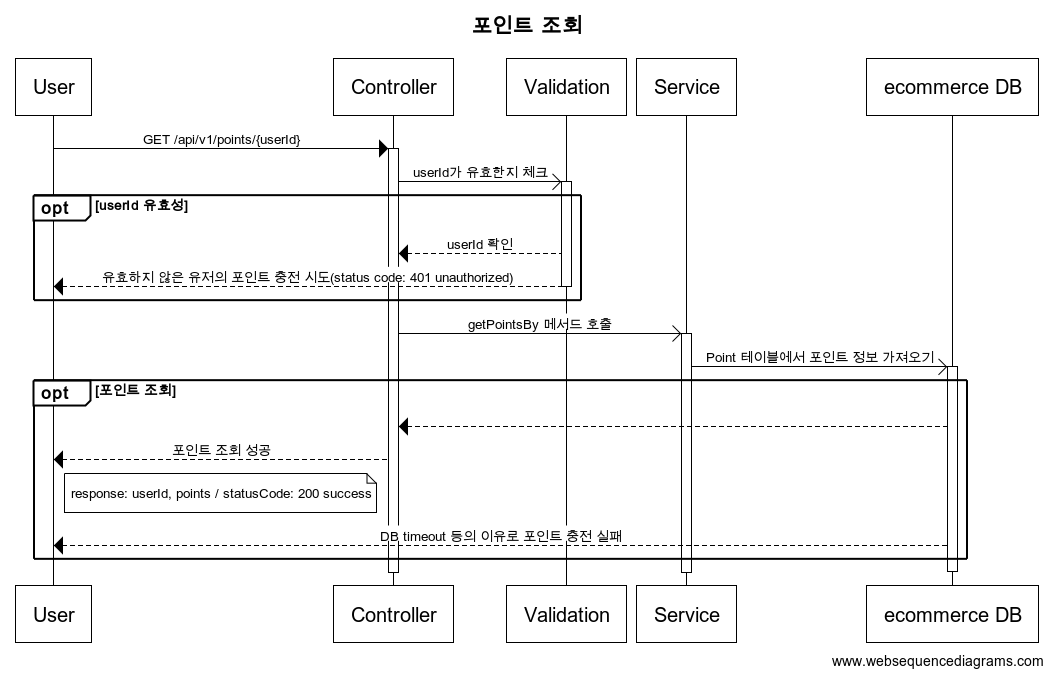 포인트 조회
User
Controller
Validation
Service
ecommerce DB
GET /api/v1/points/{userId}
userId가 유효한지 체크
opt
[userId 유효성]
userId 확인
유효하지 않은 유저의 포인트 충전 시도(status code: 401 unauthorized)
getPointsBy 메서드 호출
Point 테이블에서 포인트 정보 가져오기
opt
[포인트 조회]
포인트 조회 성공
response: userId, points / statusCode: 200 success
DB timeout 등의 이유로 포인트 충전 실패
User
Controller
Validation
Service
ecommerce DB
www.websequencediagrams.com